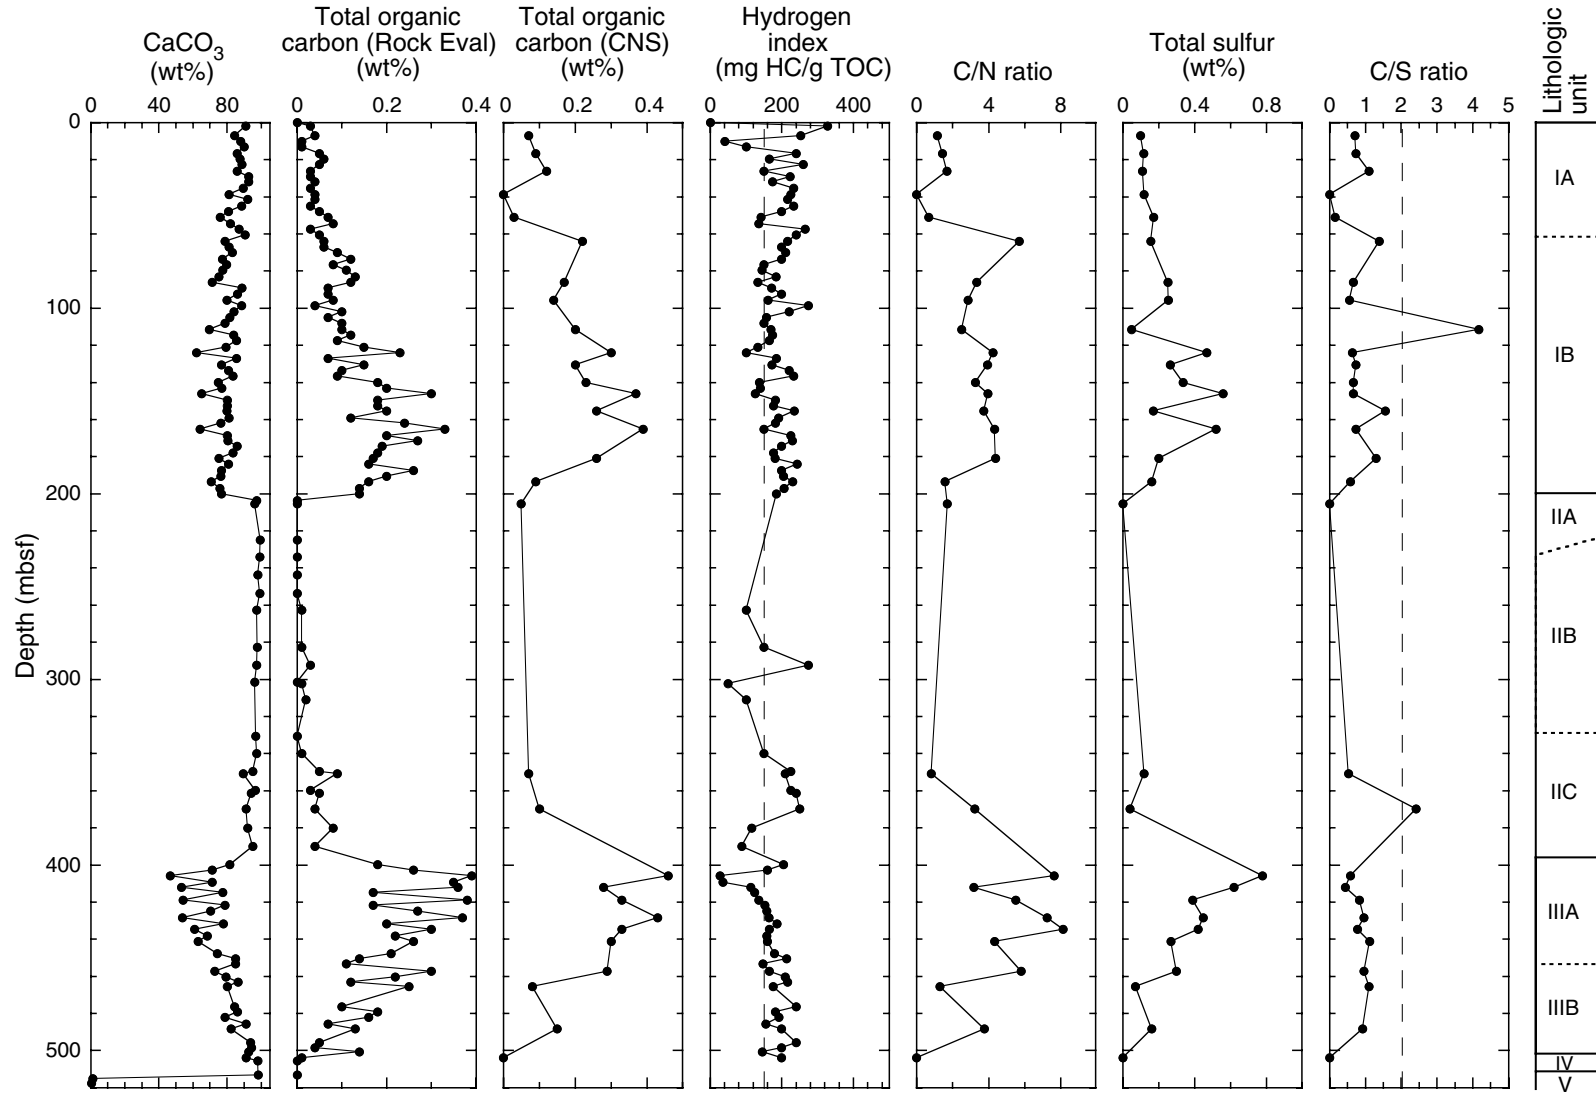 CaCO3
(wt%)
Total organic
carbon (Rock Eval)
(wt%)
Total organic
carbon (CNS)
(wt%)
Hydrogen
index
(mg HC/g TOC)
C/N ratio
Total sulfur
(wt%)
C/S ratio
Lithologic
unit
0 40 80
0 0.2 0.4
0 0.2 0.4
0 200 400
0 4 8
0 0.4 0.8
0 1 2 3 4 5
Depth (mbsf)
0
100
200
300
400
500
IA
IB
IIA
IIB
IIC
IIIA
IIIB
IV
V